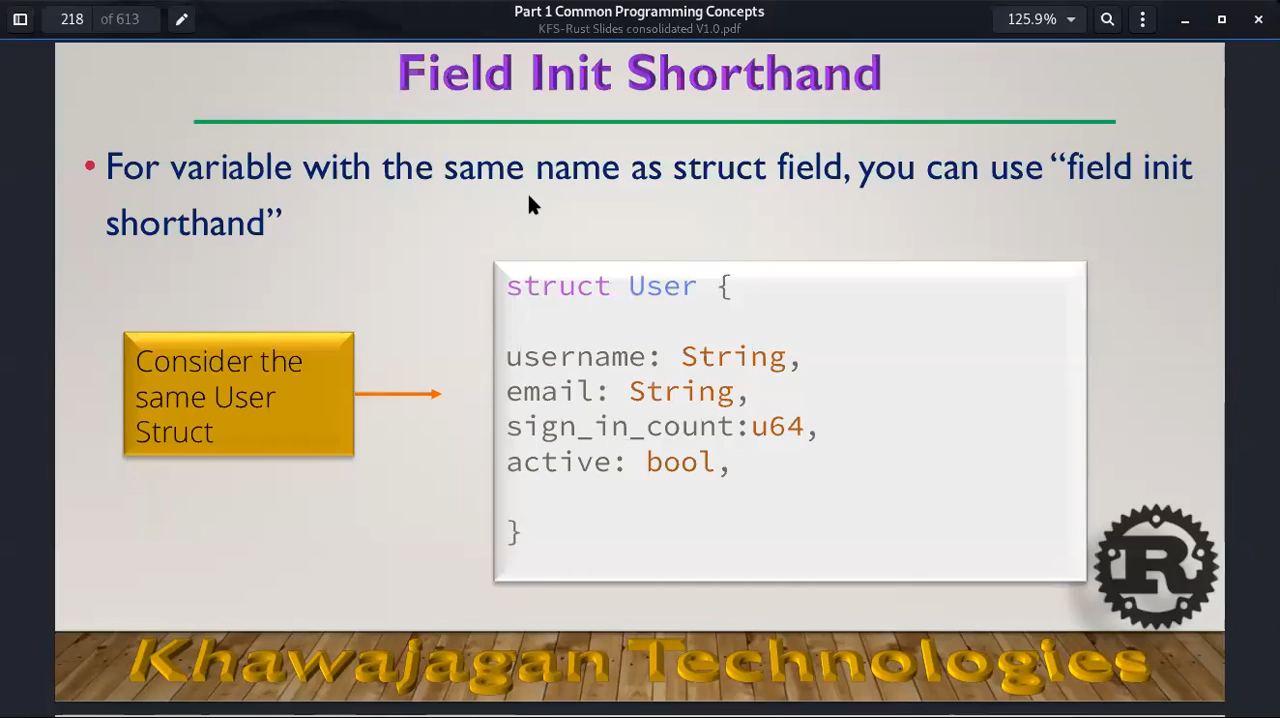 218 of 613
Part 1 Common Programming Concepts
KFS-Rust Slides consolidated V1.0.pdf
125.9%
Field Init Shorthand
• For variable with the same name as struct field, you can use “field init
shorthand”
Consider the
same User
Struct
struct User {
username: String,
email: String,
sign_in_count:u64,
active: bool,
}
R
Khawajagan Technologies